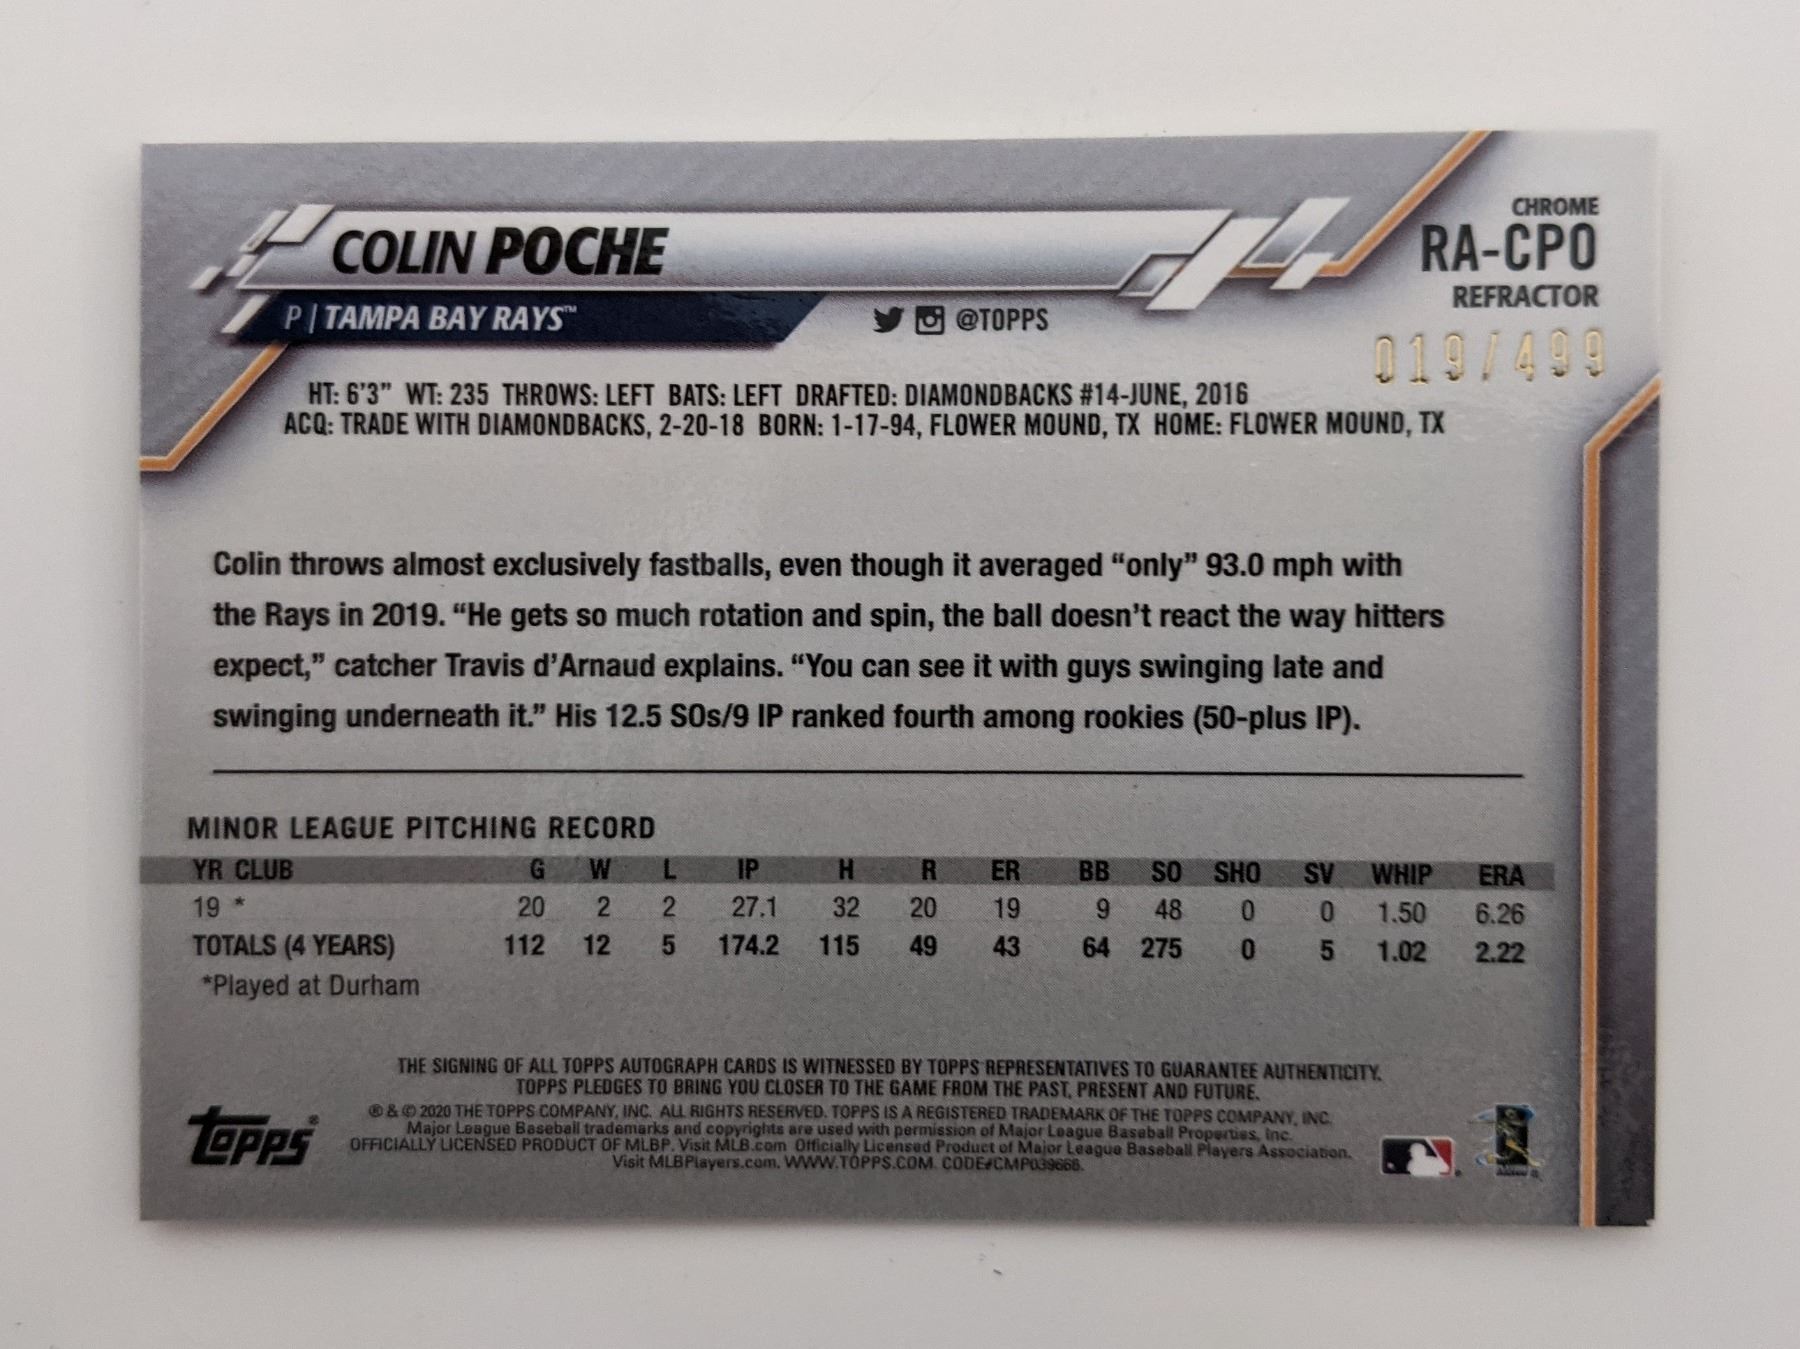 COLIN POCHE
P | TAMPA BAY RAYS™
@TOPPS
CHROME
RA-CPO
REFRACTOR
019/499
HT: 6'3" WT: 235 THROWS: LEFT BATS: LEFT DRAFTED: DIAMONDBACKS #14-JUNE, 2016
ACQ: TRADE WITH DIAMONDBACKS, 2-20-18 BORN: 1-17-94, FLOWER MOUND, TX HOME: FLOWER MOUND, TX
Colin throws almost exclusively fastballs, even though it averaged “only” 93.0 mph with
the Rays in 2019. “He gets so much rotation and spin, the ball doesn’t react the way hitters
expect,” catcher Travis d’Arnaud explains. “You can see it with guys swinging late and
swinging underneath it.” His 12.5 SOs/9 IP ranked fourth among rookies (50-plus IP).
MINOR LEAGUE PITCHING RECORD
YR CLUB G W L IP H R ER BB SO SHO SV WHIP ERA
19 * 20 2 2 27.1 32 20 19 9 48 0 0 1.50 6.26
TOTALS (4 YEARS) 112 12 5 174.2 115 49 43 64 275 0 5 1.02 2.22
*Played at Durham
THE SIGNING OF ALL TOPPS AUTOGRAPH CARDS IS WITNESSED BY TOPPS REPRESENTATIVES TO GUARANTEE AUTHENTICITY.
TOPPS PLEDGES TO BRING YOU CLOSER TO THE GAME FROM THE PAST, PRESENT AND FUTURE.
® & © 2020 THE TOPPS COMPANY, INC. ALL RIGHTS RESERVED. TOPPS IS A REGISTERED TRADEMARK OF THE TOPPS COMPANY, INC.
Major League Baseball trademarks and copyrights are used with permission of Major League Baseball Properties, Inc.
OFFICIALLY LICENSED PRODUCT OF MLBP. Visit MLB.com Officially Licensed Product of Major League Baseball Players Association.
Visit MLBPlayers.com. WWW.TOPPS.COM. CODE#CMP039666.
topps®